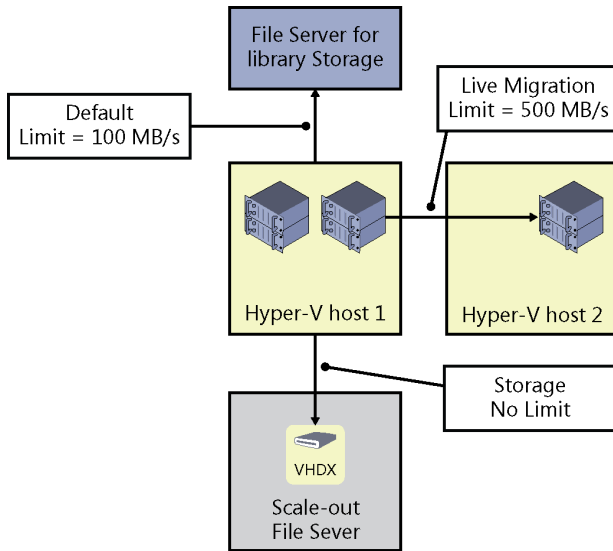 File Server for
library Storage
Default
Limit = 100 MB/s
Live Migration
Limit = 500 MB/s
Hyper-V host 1
Hyper-V host 2
Storage
No Limit
VHDX
Scale-out
File Sever